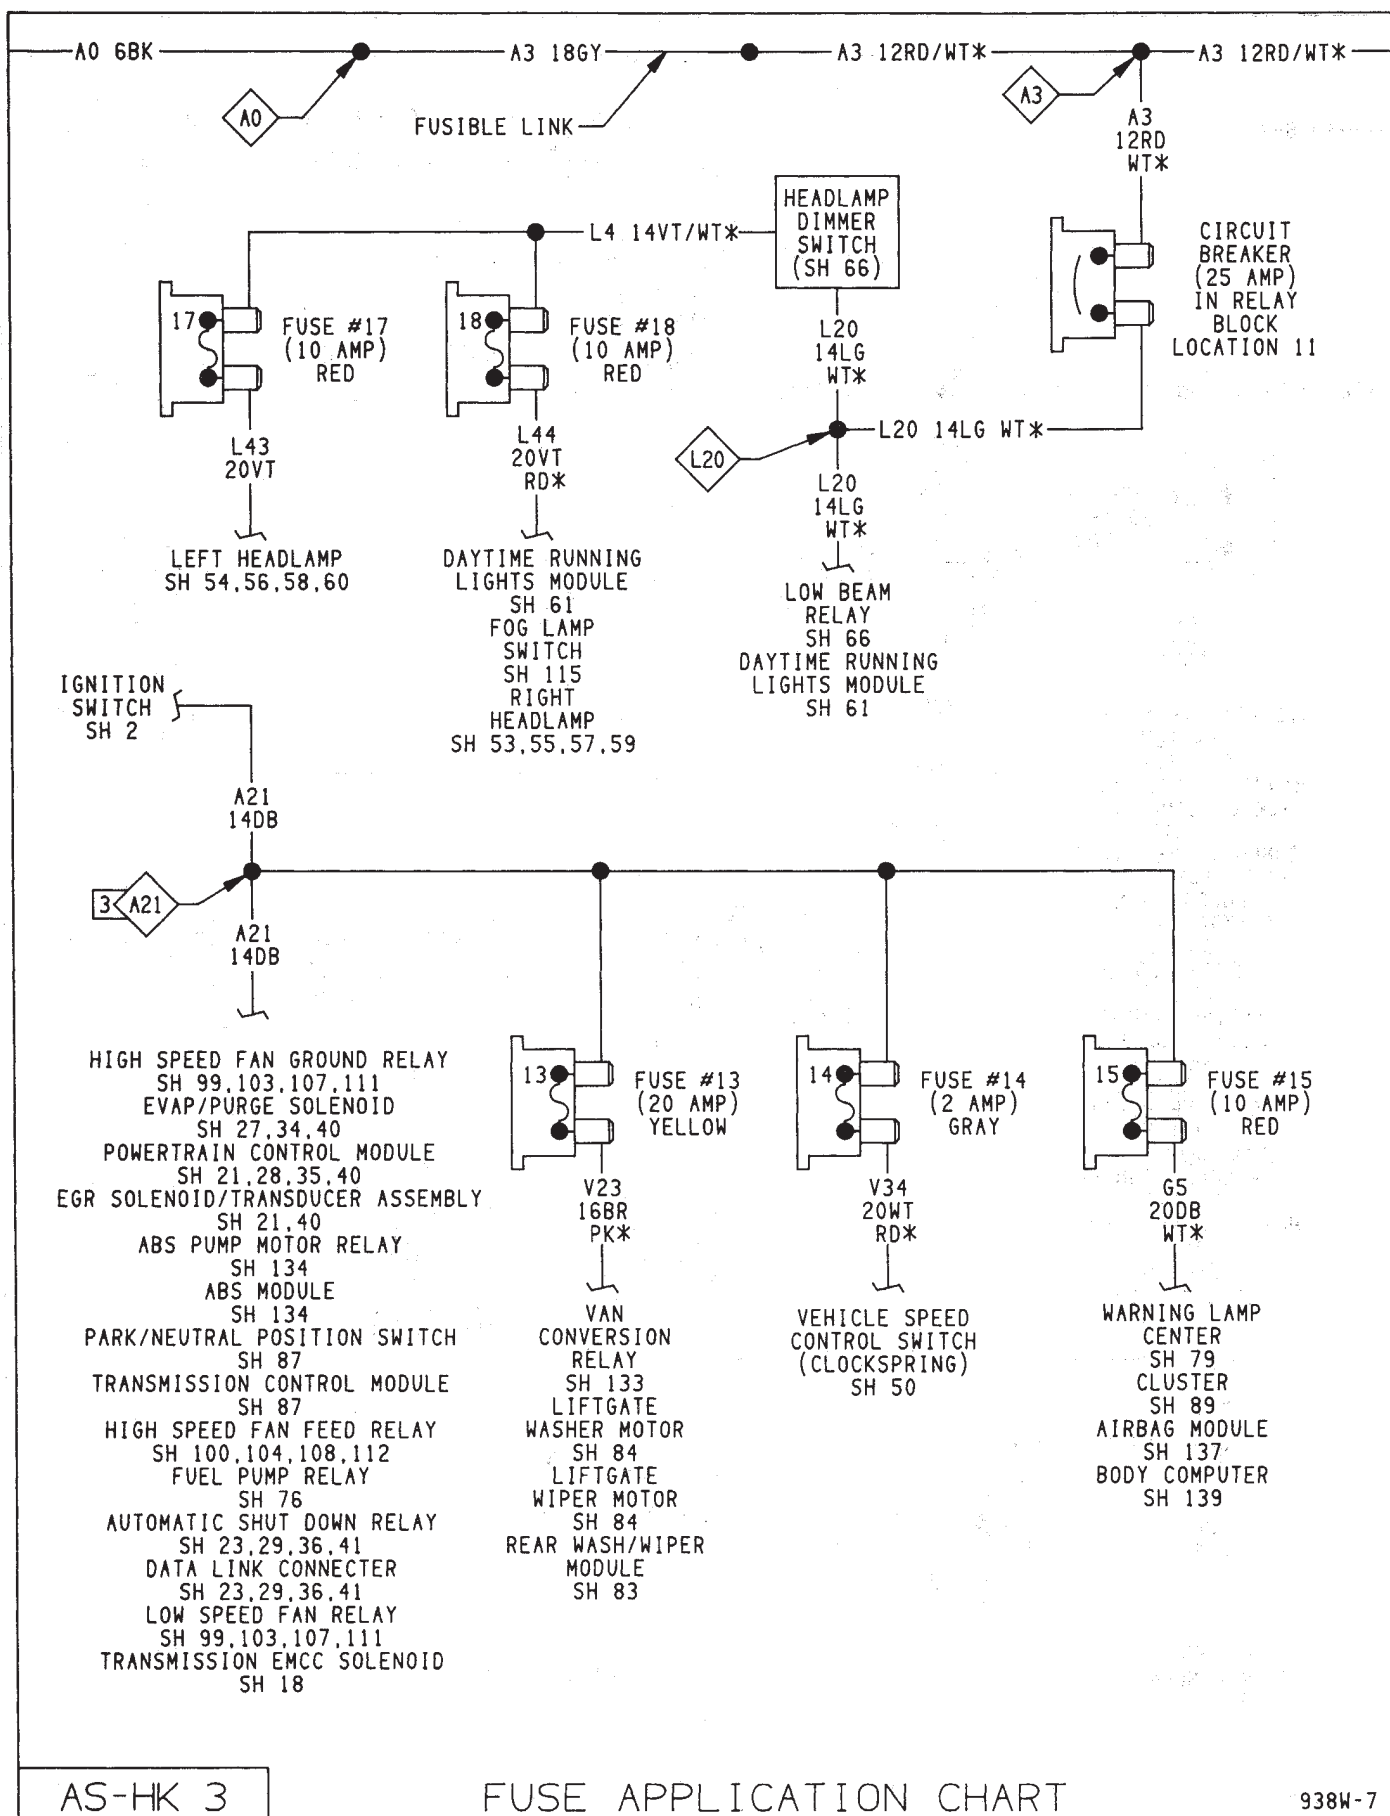 A0 6BK
A3 18GY
A3 12RD/WT*
A3 12RD/WT*
A0
FUSIBLE LINK
A3
A3
12RD
WT*
HEADLAMP
DIMMER
SWITCH
(SH 66)
L4 14VT/WT*
CIRCUIT
BREAKER
(25 AMP)
IN RELAY
BLOCK
LOCATION 11
17
FUSE #17
(10 AMP)
RED
18
FUSE #18
(10 AMP)
RED
L20
14LG
WT*
L43
20VT
L44
20VT
RD*
L20
L20 14LG WT*
L20
14LG
WT*
LEFT HEADLAMP
SH 54,56,58,60
DAYTIME RUNNING
LIGHTS MODULE
SH 61
FOG LAMP
SWITCH
SH 115
RIGHT
HEADLAMP
SH 53,55,57,59
LOW BEAM
RELAY
SH 66
DAYTIME RUNNING
LIGHTS MODULE
SH 61
IGNITION
SWITCH
SH 2
A21
14DB
3
A21
A21
14DB
HIGH SPEED FAN GROUND RELAY
SH 99,103,107,111
EVAP/PURGE SOLENOID
SH 27,34,40
POWERTRAIN CONTROL MODULE
SH 21,28,35,40
EGR SOLENOID/TRANSDUCER ASSEMBLY
SH 21,40
ABS PUMP MOTOR RELAY
SH 134
ABS MODULE
SH 134
PARK/NEUTRAL POSITION SWITCH
SH 87
TRANSMISSION CONTROL MODULE
SH 87
HIGH SPEED FAN FEED RELAY
SH 100,104,108,112
FUEL PUMP RELAY
SH 76
AUTOMATIC SHUT DOWN RELAY
SH 23,29,36,41
DATA LINK CONNECTER
SH 23,29,36,41
LOW SPEED FAN RELAY
SH 99,103,107,111
TRANSMISSION EMCC SOLENOID
SH 18
13
FUSE #13
(20 AMP)
YELLOW
V23
16BR
PK*
VAN
CONVERSION
RELAY
SH 133
LIFTGATE
WASHER MOTOR
SH 84
LIFTGATE
WIPER MOTOR
SH 84
REAR WASH/WIPER
MODULE
SH 83
14
FUSE #14
(2 AMP)
GRAY
V34
20WT
RD*
VEHICLE SPEED
CONTROL SWITCH
(CLOCKSPRING)
SH 50
15
FUSE #15
(10 AMP)
RED
G5
20DB
WT*
WARNING LAMP
CENTER
SH 79
CLUSTER
SH 89
AIRBAG MODULE
SH 137
BODY COMPUTER
SH 139
AS-HK 3
FUSE APPLICATION CHART
938W-7